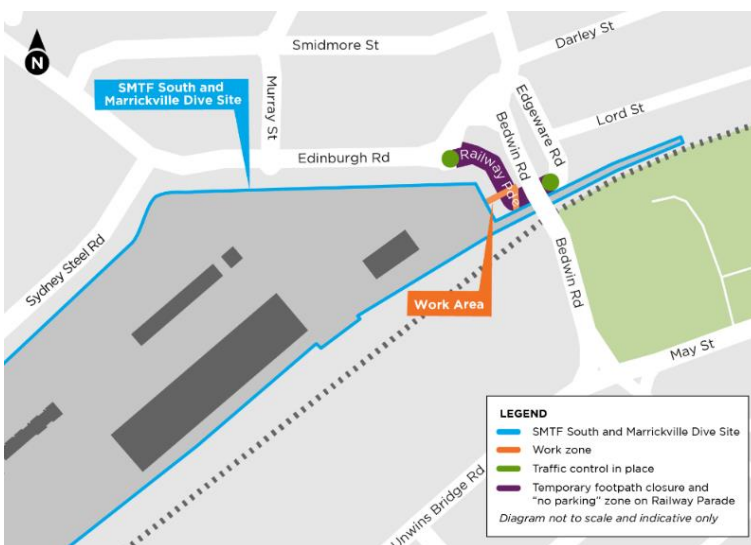 N
Smidmore St
Darley St
SMTF South and
Marrickville Dive Site
Murray St
Edgeware Rd
Bedwin Rd
Lord St
Edinburgh Rd
Railway Pde
Sydney Steel Rd
Bedwin Rd
Work Area
May St
Unwins Bridge Rd
LEGEND
SMTF South and Marrickville Dive Site
Work zone
Traffic control in place
Temporary footpath closure and
"no parking" zone on Railway Parade
Diagram not to scale and indicative only